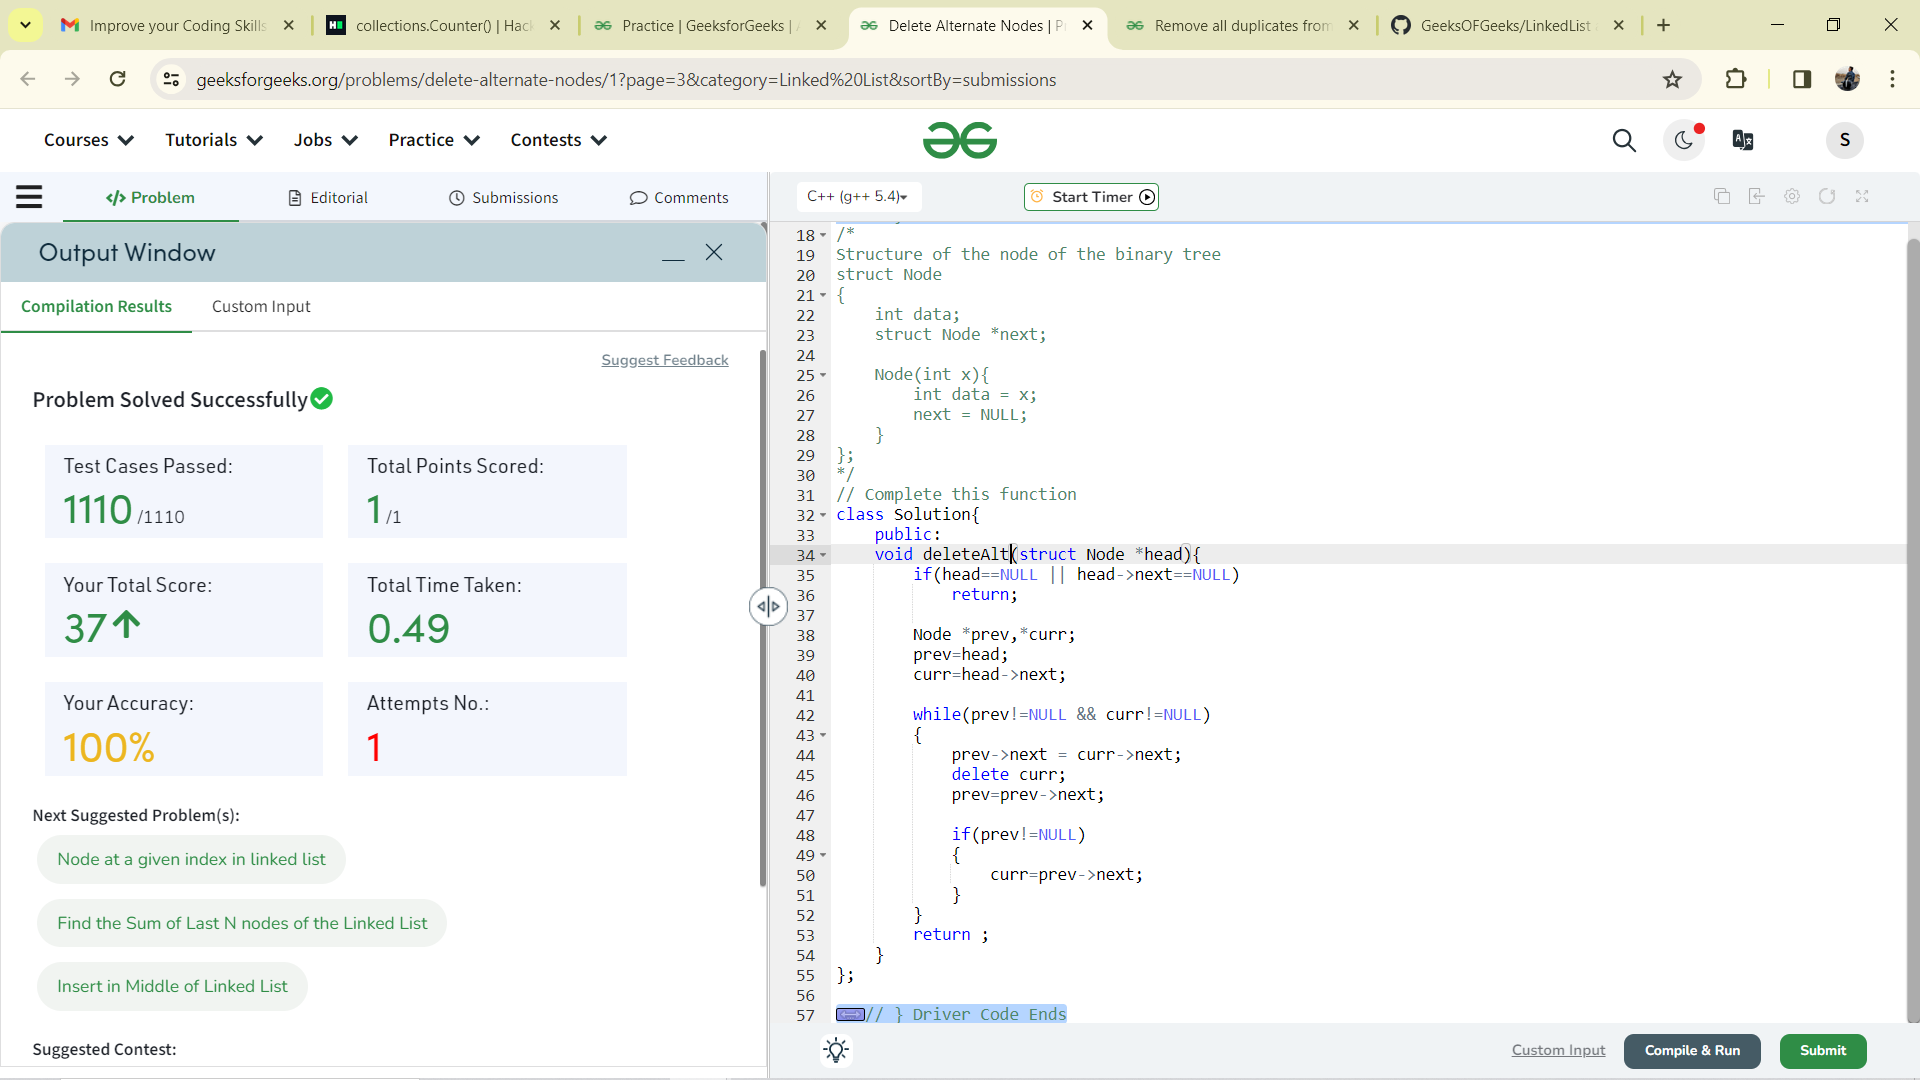 Improve your Coding Skills
collections.Counter() | Hack
Practice | GeeksforGeeks | A
Delete Alternate Nodes | Pr
Remove all duplicates from
GeeksOFGeeks/LinkedList a
geeksforgeeks.org/problems/delete-alternate-nodes/1?page=3&category=Linked%20List&sortBy=submissions
Courses
Tutorials
Jobs
Practice
Contests
S
Problem
Editorial
Submissions
Comments
C++ (g++ 5.4)
Start Timer
Output Window
Compilation Results
Custom Input
Suggest Feedback
Problem Solved Successfully
Test Cases Passed:
1110 /1110
Total Points Scored:
1 /1
Your Total Score:
37
Total Time Taken:
0.49
Your Accuracy:
100%
Attempts No.:
1
Next Suggested Problem(s):
Node at a given index in linked list
Find the Sum of Last N nodes of the Linked List
Insert in Middle of Linked List
Suggested Contest:
18 /*
19 Structure of the node of the binary tree
20 struct Node
21 {
22     int data;
23     struct Node *next;
24
25     Node(int x){
26         int data = x;
27         next = NULL;
28     }
29 };
30 */
31 // Complete this function
32 class Solution{
33     public:
34     void deleteAlt(struct Node *head){
35         if(head==NULL || head->next==NULL)
36             return;
37
38         Node *prev,*curr;
39         prev=head;
40         curr=head->next;
41
42         while(prev!=NULL && curr!=NULL)
43         {
44             prev->next = curr->next;
45             delete curr;
46             prev=prev->next;
47
48             if(prev!=NULL)
49             {
50                 curr=prev->next;
51             }
52         }
53         return ;
54     }
55 };
56
57 // } Driver Code Ends
Custom Input
Compile & Run
Submit